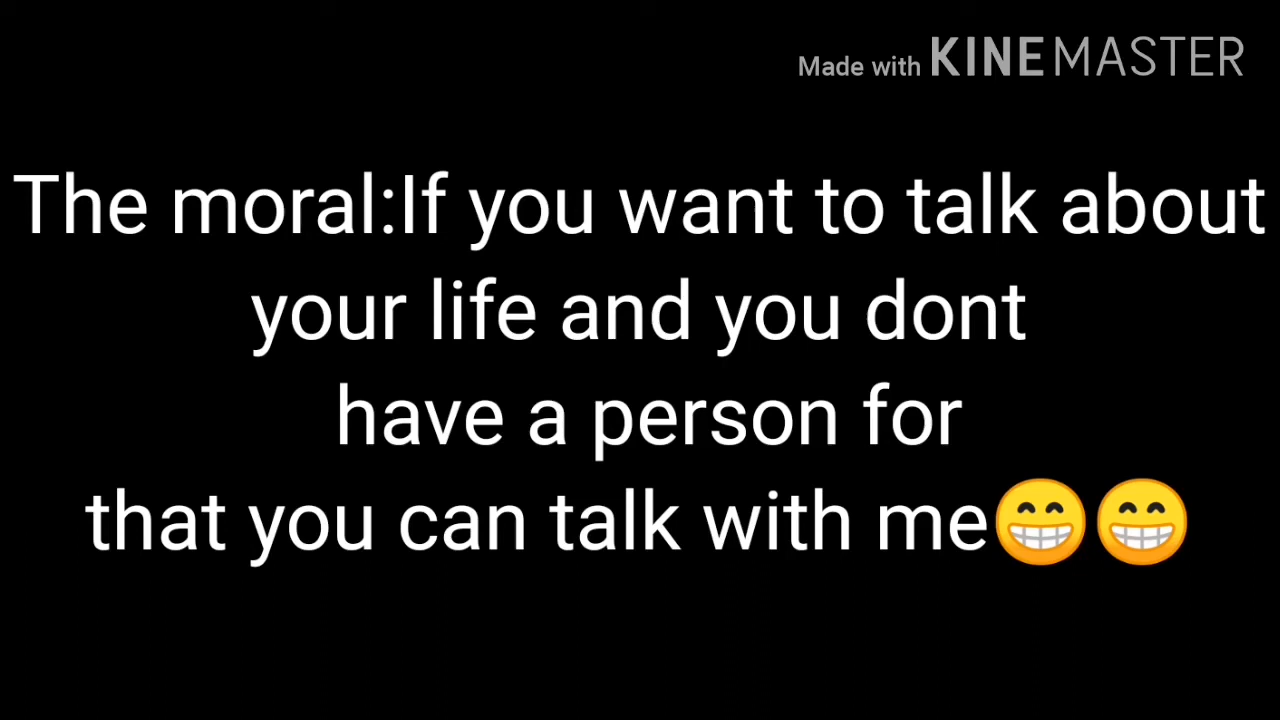 Made with KINEMASTER
The moral:If you want to talk about
your life and you dont
have a person for
that you can talk with me😁😁